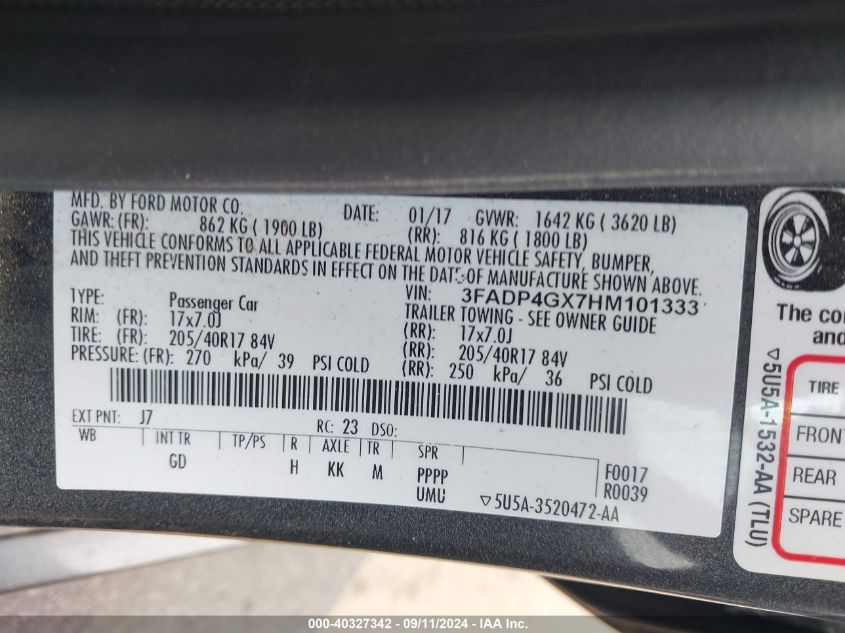 MFD. BY FORD MOTOR CO.
DATE: 01/17 GVWR: 1642 KG ( 3620 LB)
GAWR: (FR): 862 KG ( 1900 LB) (RR): 816 KG ( 1800 LB)
THIS VEHICLE CONFORMS TO ALL APPLICABLE FEDERAL MOTOR VEHICLE SAFETY, BUMPER,
AND THEFT PREVENTION STANDARDS IN EFFECT ON THE DATE OF MANUFACTURE SHOWN ABOVE.
VIN: 3FADP4GX7HM101333
TYPE: Passenger Car TRAILER TOWING - SEE OWNER GUIDE
RIM: (FR): 17x7.0J (RR): 17x7.0J
TIRE: (FR): 205/40R17 84V (RR): 205/40R17 84V
PRESSURE: (FR): 270 kPa/ 39 PSI COLD (RR): 250 kPa/ 36 PSI COLD
EXT PNT: J7 RC: 23 DSO:
WB INT TR TP/PS R AXLE TR SPR
GD H KK M PPPP F0017
UMU R0039
▽5U5A-3520472-AA
The
and
▽5U5A-1532-AA (TLU)
TIRE
FRONT
REAR
SPARE
000-40327342 - 09/11/2024 - IAA Inc.